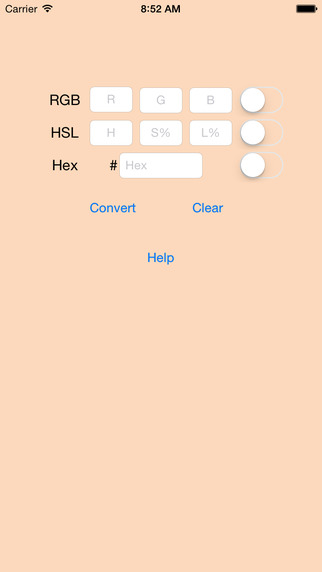 Carrier 8:52 AM
RGB R G B
HSL H S% L%
Hex # Hex
Convert Clear
Help